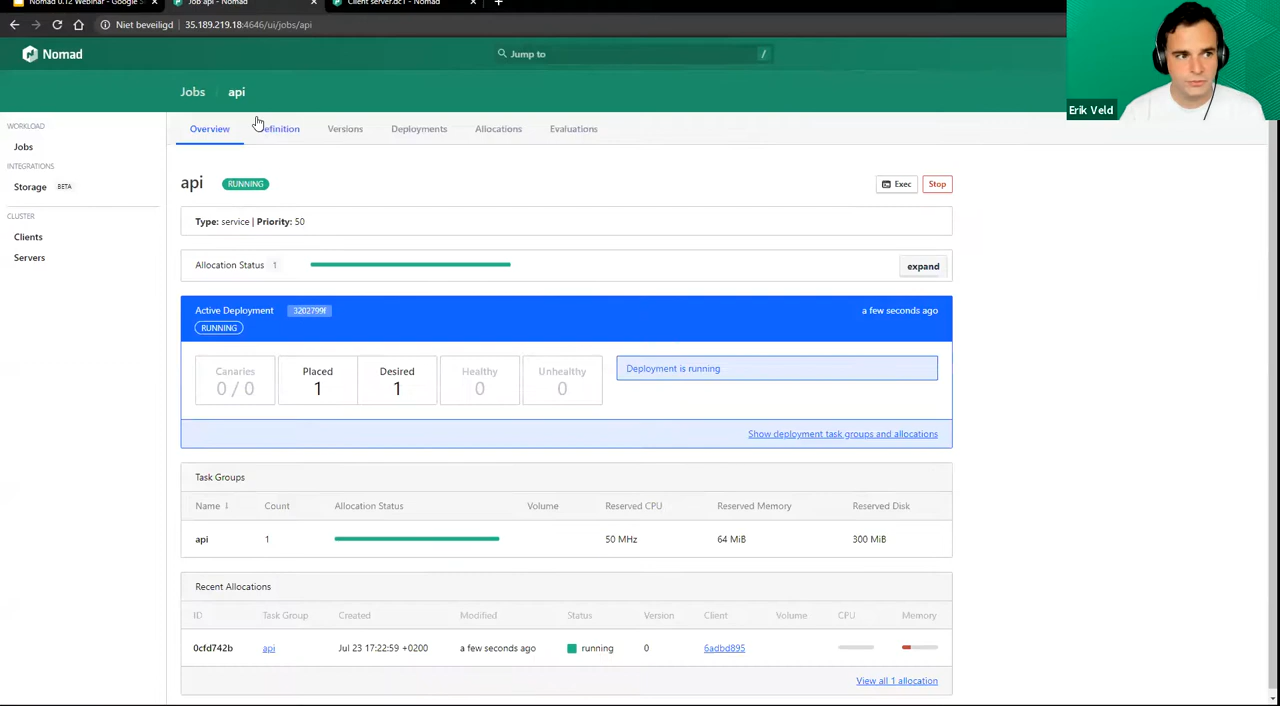 Nomad 0.12 Webinar - Google S
Job api - Nomad
Client server.dc1 - Nomad
Niet beveiligd | 35.189.219.18:4646/ui/jobs/api
Nomad
Jump to
/
Erik Veld
Jobs / api
WORKLOAD
Jobs
INTEGRATIONS
Storage BETA
CLUSTER
Clients
Servers
Overview Definition Versions Deployments Allocations Evaluations
api RUNNING
Exec Stop
Type: service | Priority: 50
Allocation Status 1
expand
Active Deployment 3202799f a few seconds ago
RUNNING
Canaries Placed Desired Healthy Unhealthy
0 / 0 1 1 0 0
Deployment is running
Show deployment task groups and allocations
Task Groups
Name Count Allocation Status Volume Reserved CPU Reserved Memory Reserved Disk
api 1 50 MHz 64 MiB 300 MiB
Recent Allocations
ID Task Group Created Modified Status Version Client Volume CPU Memory
0cfd742b api Jul 23 17:22:59 +0200 a few seconds ago running 0 6adbd895
View all 1 allocation